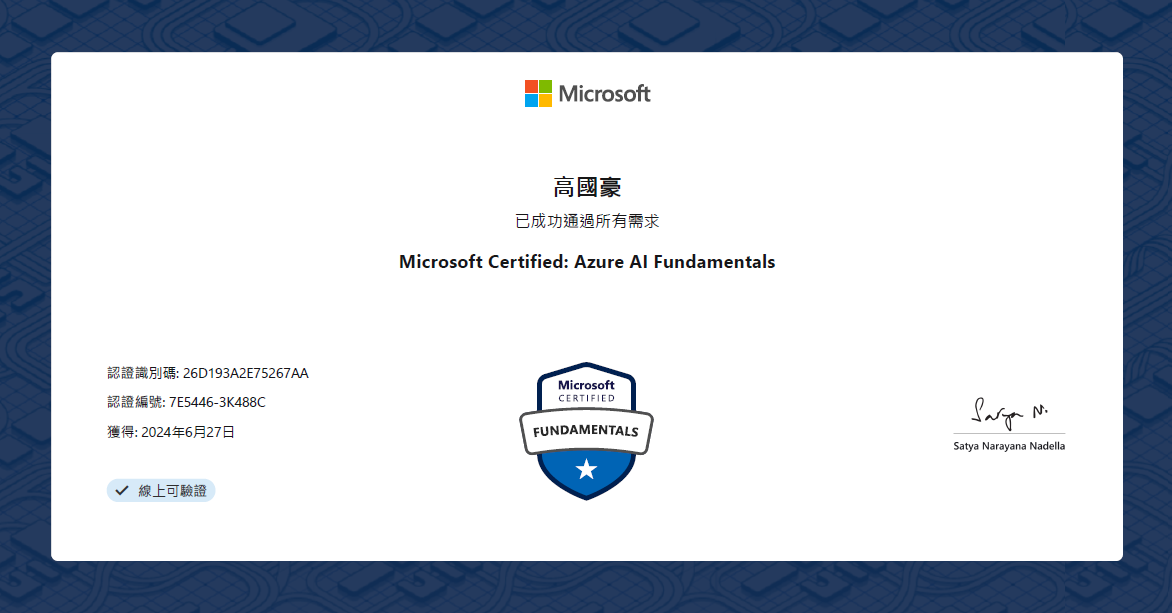 Microsoft
高國豪
已成功通過所有需求
Microsoft Certified: Azure AI Fundamentals
認證識別碼: 26D193A2E75267AA
認證編號: 7E5446-3K488C
獲得: 2024年6月27日
線上可驗證
Microsoft
CERTIFIED
FUNDAMENTALS
Satya N.
Satya Narayana Nadella